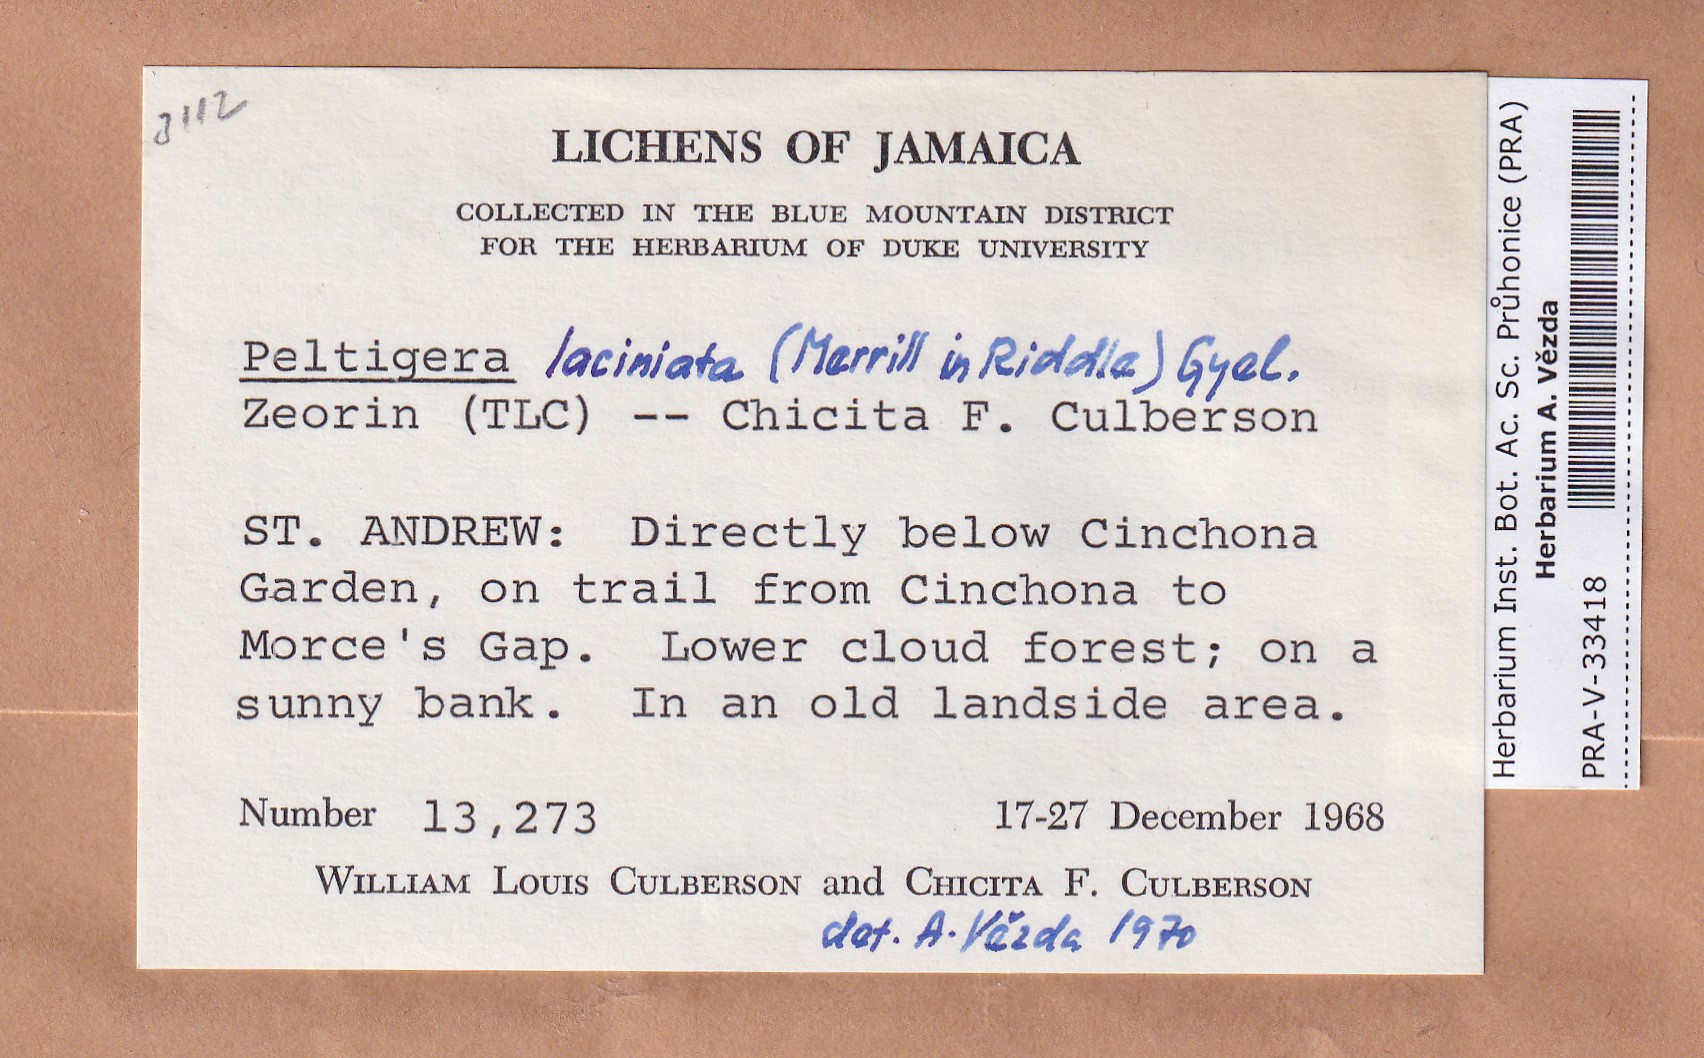 3112
LICHENS OF JAMAICA
COLLECTED IN THE BLUE MOUNTAIN DISTRICT
FOR THE HERBARIUM OF DUKE UNIVERSITY
Peltigera laciniata (Merrill in Riddle) Gyel.
Zeorin (TLC) -- Chicita F. Culberson
ST. ANDREW: Directly below Cinchona
Garden, on trail from Cinchona to
Morce's Gap. Lower cloud forest; on a
sunny bank. In an old landside area.
Number 13,273 17-27 December 1968
WILLIAM LOUIS CULBERSON and CHICITA F. CULBERSON
det. A. Vězda 1970
Herbarium Inst. Bot. Ac. Sc. Průhonice (PRA)
Herbarium A. Vězda
PRA-V-33418